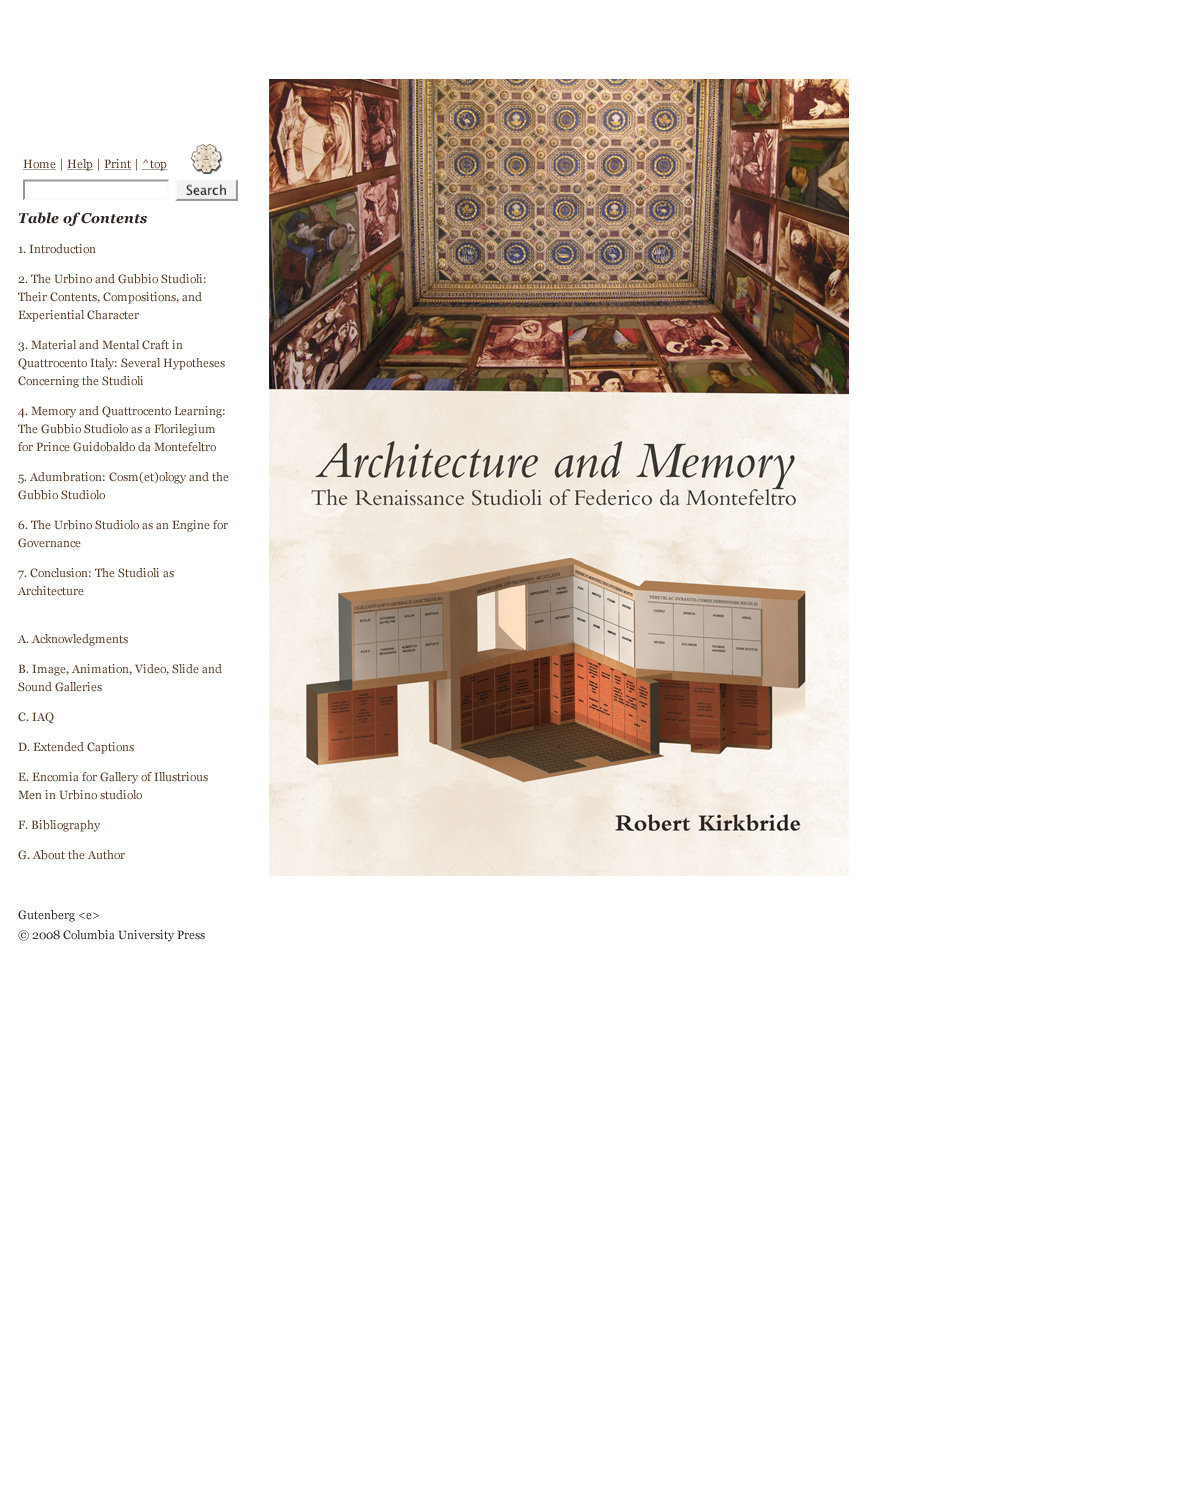 Home | Help | Print | ^top
Search
Table of Contents
1. Introduction
2. The Urbino and Gubbio Studioli:
Their Contents, Compositions, and
Experiential Character
3. Material and Mental Craft in
Quattrocento Italy: Several Hypotheses
Concerning the Studioli
4. Memory and Quattrocento Learning:
The Gubbio Studiolo as a Florilegium
for Prince Guidobaldo da Montefeltro
5. Adumbration: Cosm(et)ology and the
Gubbio Studiolo
6. The Urbino Studiolo as an Engine for
Governance
7. Conclusion: The Studioli as
Architecture
A. Acknowledgments
B. Image, Animation, Video, Slide and
Sound Galleries
C. IAQ
D. Extended Captions
E. Encomia for Gallery of Illustrious
Men in Urbino studiolo
F. Bibliography
G. About the Author
Gutenberg <e>
© 2008 Columbia University Press
Architecture and Memory
The Renaissance Studioli of Federico da Montefeltro
Robert Kirkbride